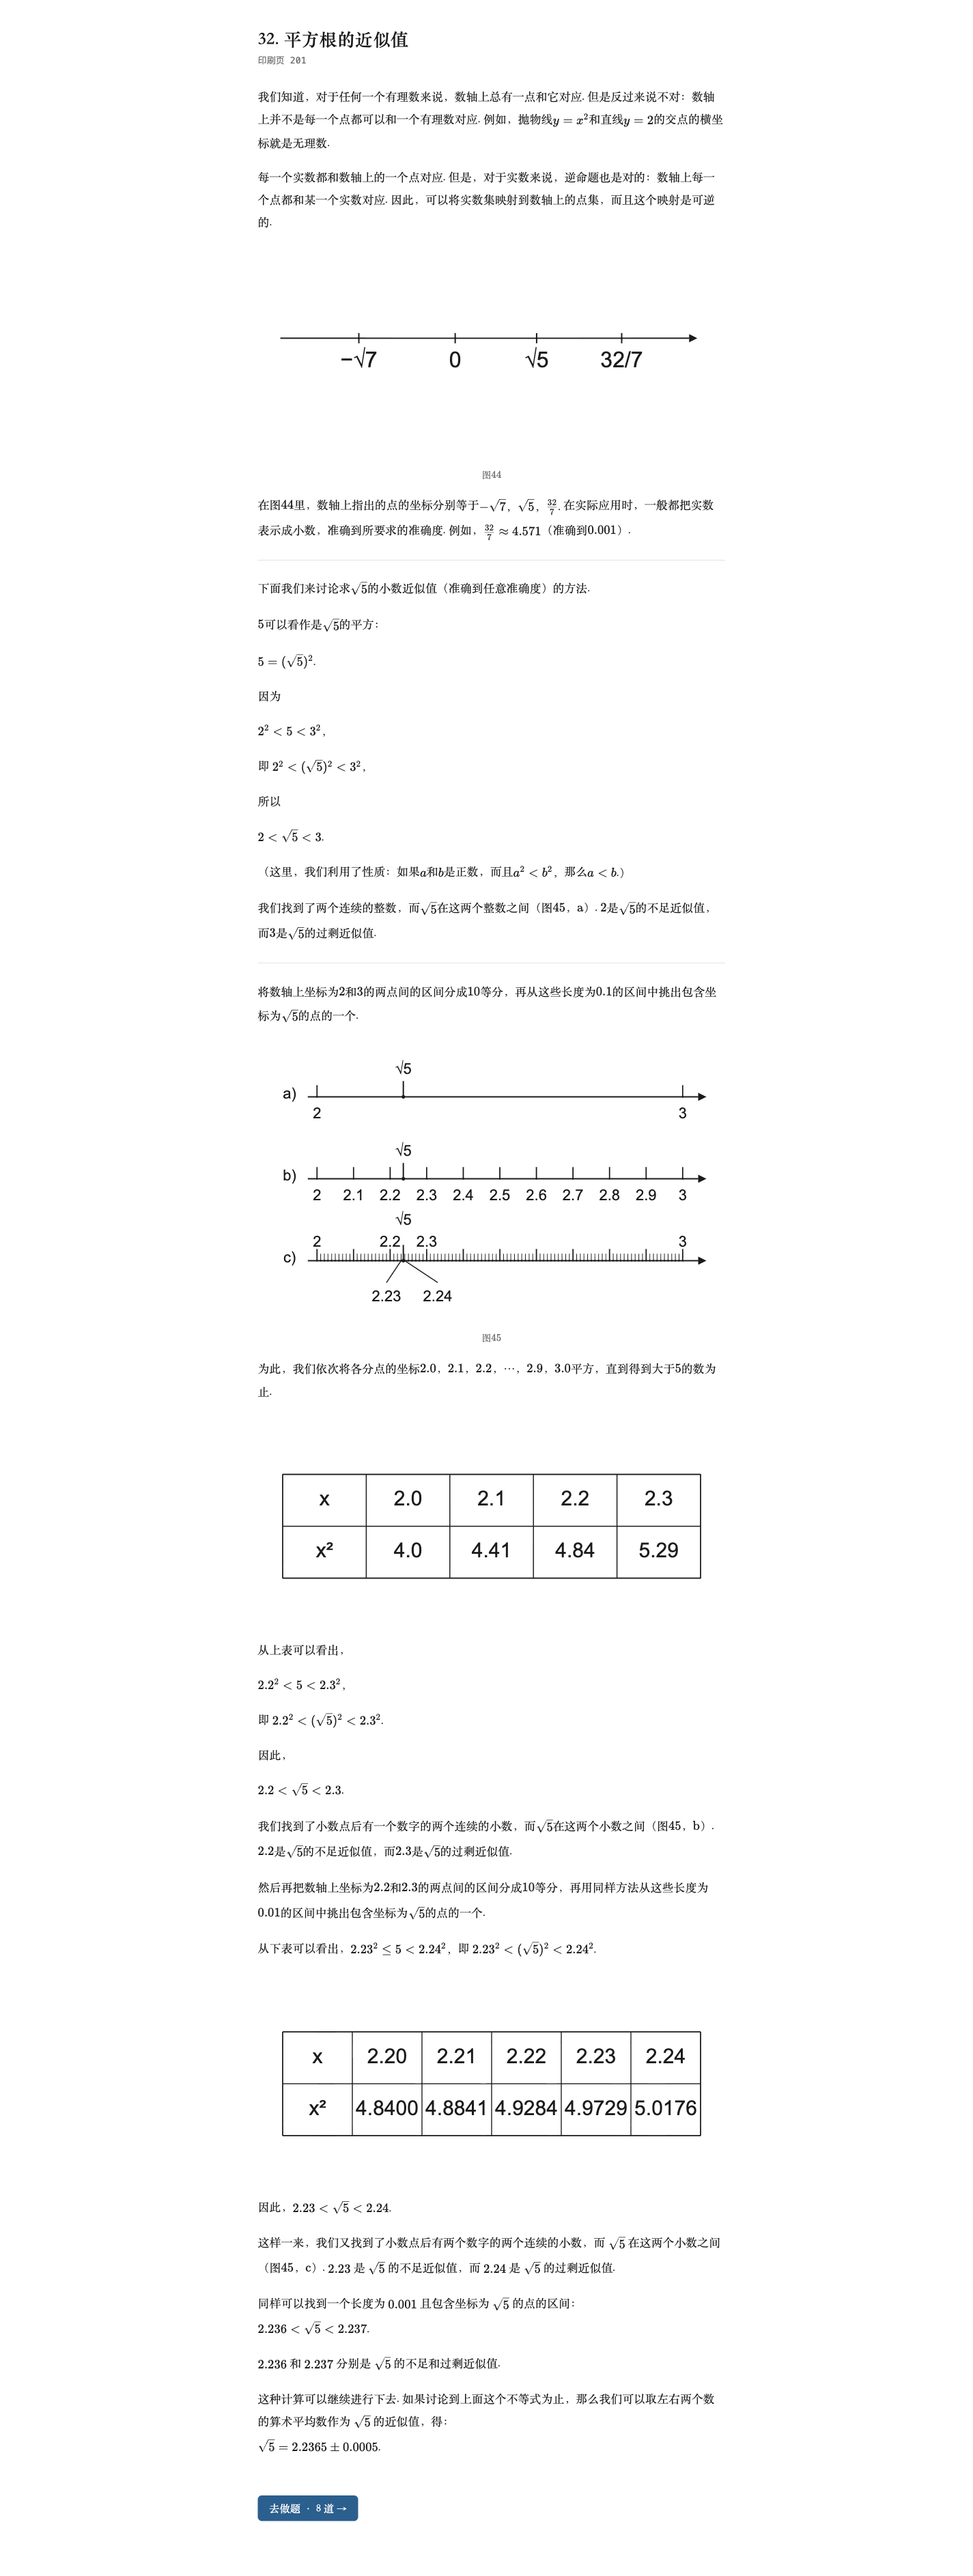 32. 平方根的近似值
印刷页 201
我们知道，对于任何一个有理数来说，数轴上总有一点和它对应. 但是反过来说不对：数轴
上并不是每一个点都可以和一个有理数对应. 例如，抛物线y = x²和直线y = 2的交点的横坐
标就是无理数.
每一个实数都和数轴上的一个点对应. 但是，对于实数来说，逆命题也是对的：数轴上每一
个点都和某一个实数对应. 因此，可以将实数集映射到数轴上的点集，而且这个映射是可逆
的.
−√7 0 √5 32/7
图44
在图44里，数轴上指出的点的坐标分别等于−√7，√5，32/7. 在实际应用时，一般都把实数
表示成小数，准确到所要求的准确度. 例如，32/7 ≈ 4.571（准确到0.001）.
下面我们来讨论求√5的小数近似值（准确到任意准确度）的方法.
5可以看作是√5的平方：
5 = (√5)².
因为
2² < 5 < 3²，
即 2² < (√5)² < 3²，
所以
2 < √5 < 3.
（这里，我们利用了性质：如果a和b是正数，而且a² < b²，那么a < b.）
我们找到了两个连续的整数，而√5在这两个整数之间（图45，a）. 2是√5的不足近似值，
而3是√5的过剩近似值.
将数轴上坐标为2和3的两点间的区间分成10等分，再从这些长度为0.1的区间中挑出包含坐
标为√5的点的一个.
√5
a)
2 3
√5
b)
2 2.1 2.2 2.3 2.4 2.5 2.6 2.7 2.8 2.9 3
√5
2 2.2 2.3 3
c)
2.23 2.24
图45
为此，我们依次将各分点的坐标2.0，2.1，2.2，⋯，2.9，3.0平方，直到得到大于5的数为
止.
x 2.0 2.1 2.2 2.3
x² 4.0 4.41 4.84 5.29
从上表可以看出，
2.2² < 5 < 2.3²，
即 2.2² < (√5)² < 2.3².
因此，
2.2 < √5 < 2.3.
我们找到了小数点后有一个数字的两个连续的小数，而√5在这两个小数之间（图45，b）.
2.2是√5的不足近似值，而2.3是√5的过剩近似值.
然后再把数轴上坐标为2.2和2.3的两点间的区间分成10等分，再用同样方法从这些长度为
0.01的区间中挑出包含坐标为√5的点的一个.
从下表可以看出，2.23² ≤ 5 < 2.24²，即 2.23² < (√5)² < 2.24².
x 2.20 2.21 2.22 2.23 2.24
x² 4.8400 4.8841 4.9284 4.9729 5.0176
因此，2.23 < √5 < 2.24.
这样一来，我们又找到了小数点后有两个数字的两个连续的小数，而 √5 在这两个小数之间
（图45，c）. 2.23 是 √5 的不足近似值，而 2.24 是 √5 的过剩近似值.
同样可以找到一个长度为 0.001 且包含坐标为 √5 的点的区间：
2.236 < √5 < 2.237.
2.236 和 2.237 分别是 √5 的不足和过剩近似值.
这种计算可以继续进行下去. 如果讨论到上面这个不等式为止，那么我们可以取左右两个数
的算术平均数作为 √5 的近似值，得：
√5 = 2.2365 ± 0.0005.
去做题 · 8 道 →